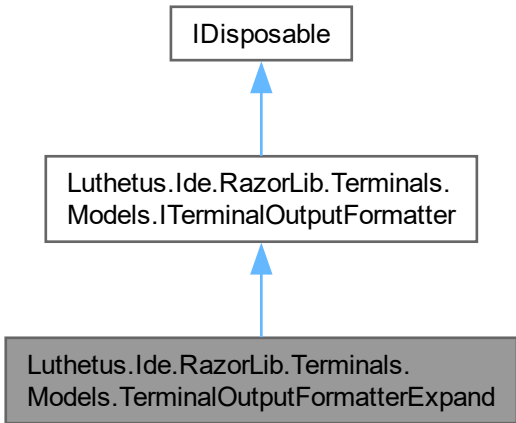 IDisposable
Luthetus.Ide.RazorLib.Terminals.
Models.ITerminalOutputFormatter
Luthetus.Ide.RazorLib.Terminals.
Models.TerminalOutputFormatterExpand